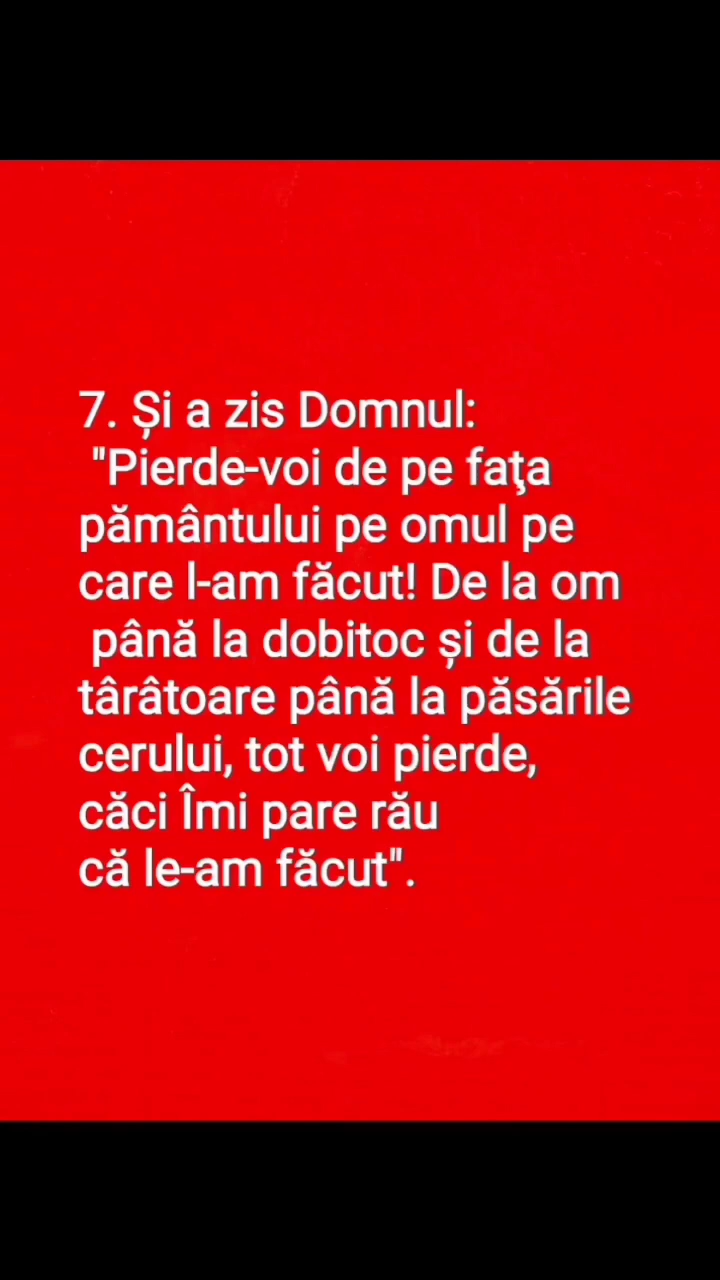 7. Și a zis Domnul:
"Pierde-voi de pe faţa
pământului pe omul pe
care l-am făcut! De la om
până la dobitoc și de la
târâtoare până la păsările
cerului, tot voi pierde,
căci Îmi pare rău
că le-am făcut".